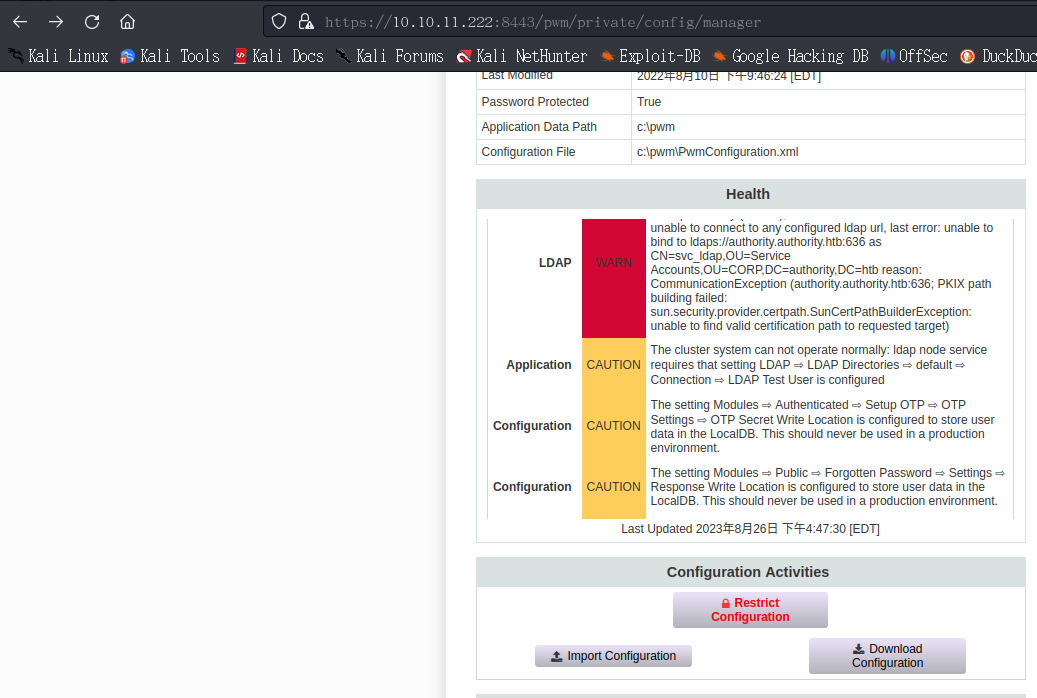 https://10.10.11.222:8443/pwm/private/config/manager
Kali Linux Kali Tools Kali Docs Kali Forums Kali NetHunter Exploit-DB Google Hacking DB OffSec DuckDuc
Last Modified 2022年8月10日 下午9:46:24 [EDT]
Password Protected True
Application Data Path c:\pwm
Configuration File c:\pwm\PwmConfiguration.xml
Health
unable to connect to any configured ldap url, last error: unable to
bind to ldaps://authority.authority.htb:636 as
CN=svc_ldap,OU=Service
LDAP WARN Accounts,OU=CORP,DC=authority,DC=htb reason:
CommunicationException (authority.authority.htb:636; PKIX path
building failed:
sun.security.provider.certpath.SunCertPathBuilderException:
unable to find valid certification path to requested target)
The cluster system can not operate normally: ldap node service
Application CAUTION requires that setting LDAP ⇨ LDAP Directories ⇨ default ⇨
Connection ⇨ LDAP Test User is configured
The setting Modules ⇨ Authenticated ⇨ Setup OTP ⇨ OTP
Configuration CAUTION Settings ⇨ OTP Secret Write Location is configured to store user
data in the LocalDB. This should never be used in a production
environment.
The setting Modules ⇨ Public ⇨ Forgotten Password ⇨ Settings ⇨
Configuration CAUTION Response Write Location is configured to store user data in the
LocalDB. This should never be used in a production environment.
Last Updated 2023年8月26日 下午4:47:30 [EDT]
Configuration Activities
Restrict
Configuration
Import Configuration
Download
Configuration